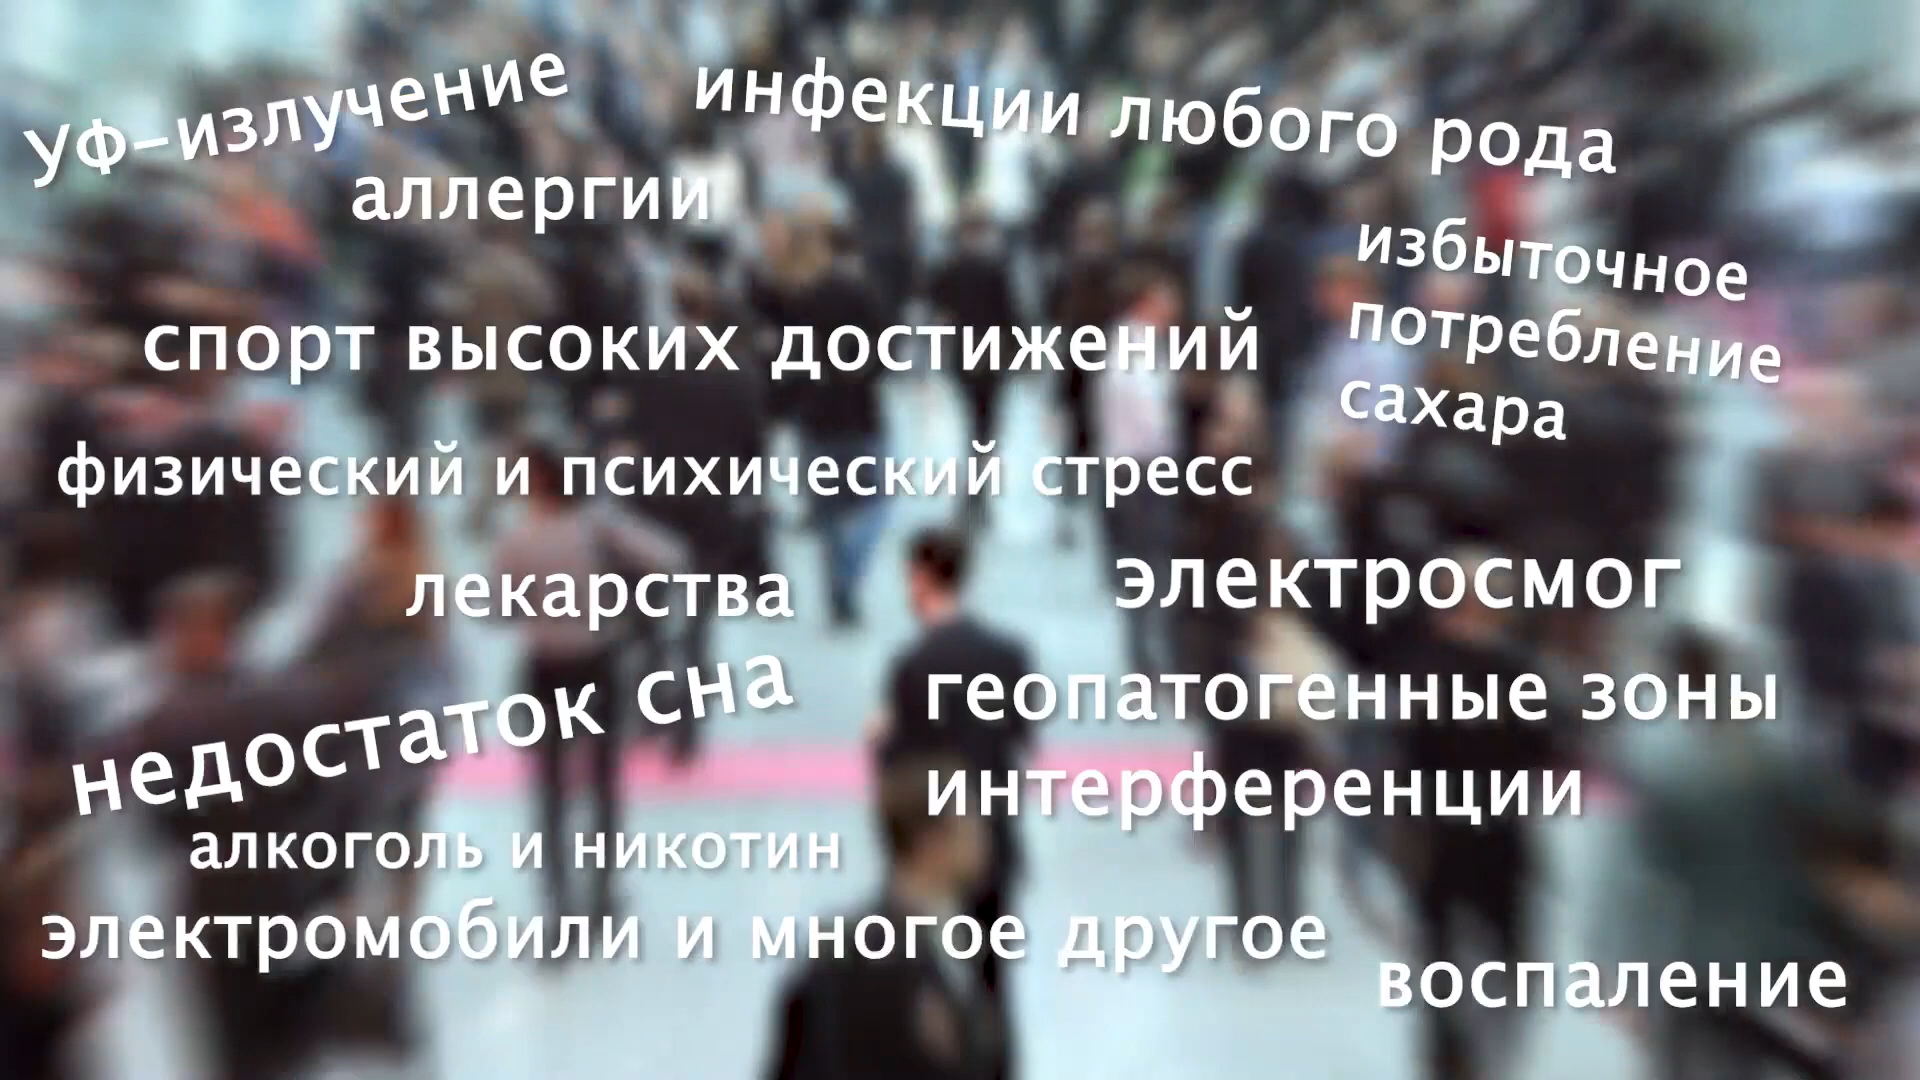 УФ-излучение
инфекции любого рода
аллергии
избыточное
потребление
сахара
спорт высоких достижений
физический и психический стресс
лекарства
электросмог
недостаток сна
геопатогенные зоны
интерференции
алкоголь и никотин
электромобили и многое другое
воспаление